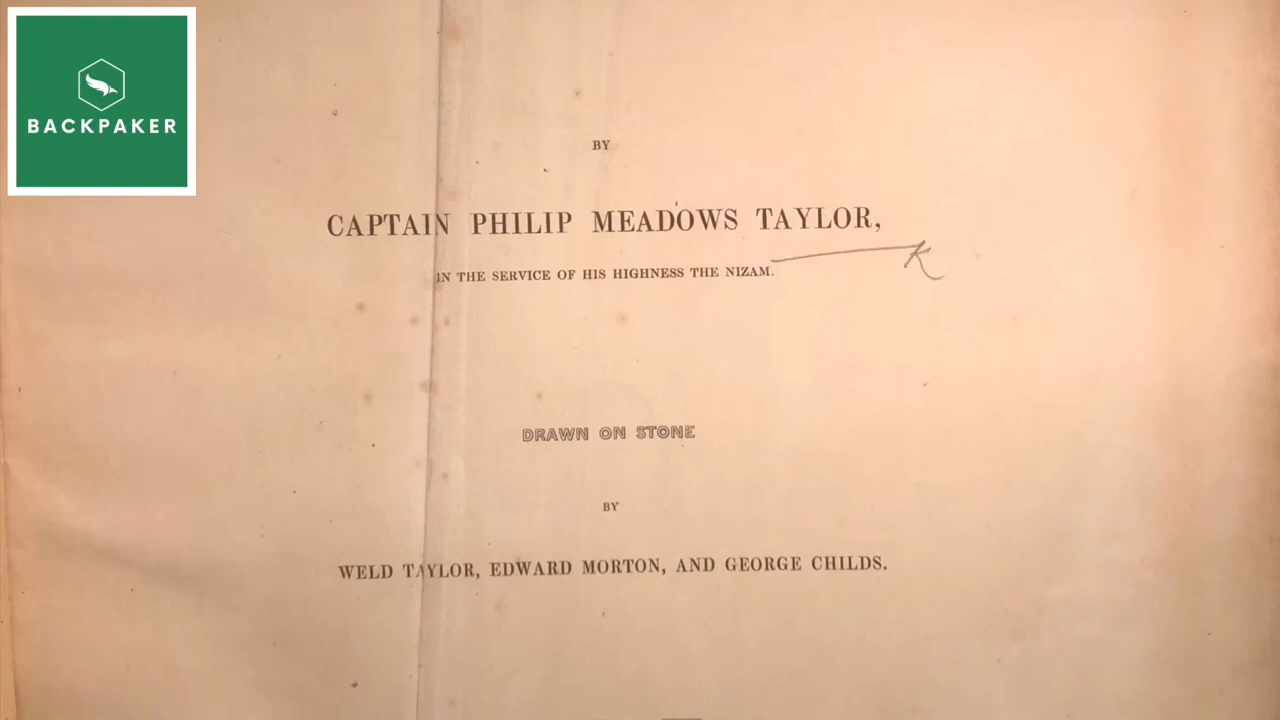 BACKPAKER
BY
CAPTAIN PHILIP MEADOWS TAYLOR,
IN THE SERVICE OF HIS HIGHNESS THE NIZAM.
K
DRAWN ON STONE
BY
WELD TAYLOR, EDWARD MORTON, AND GEORGE CHILDS.